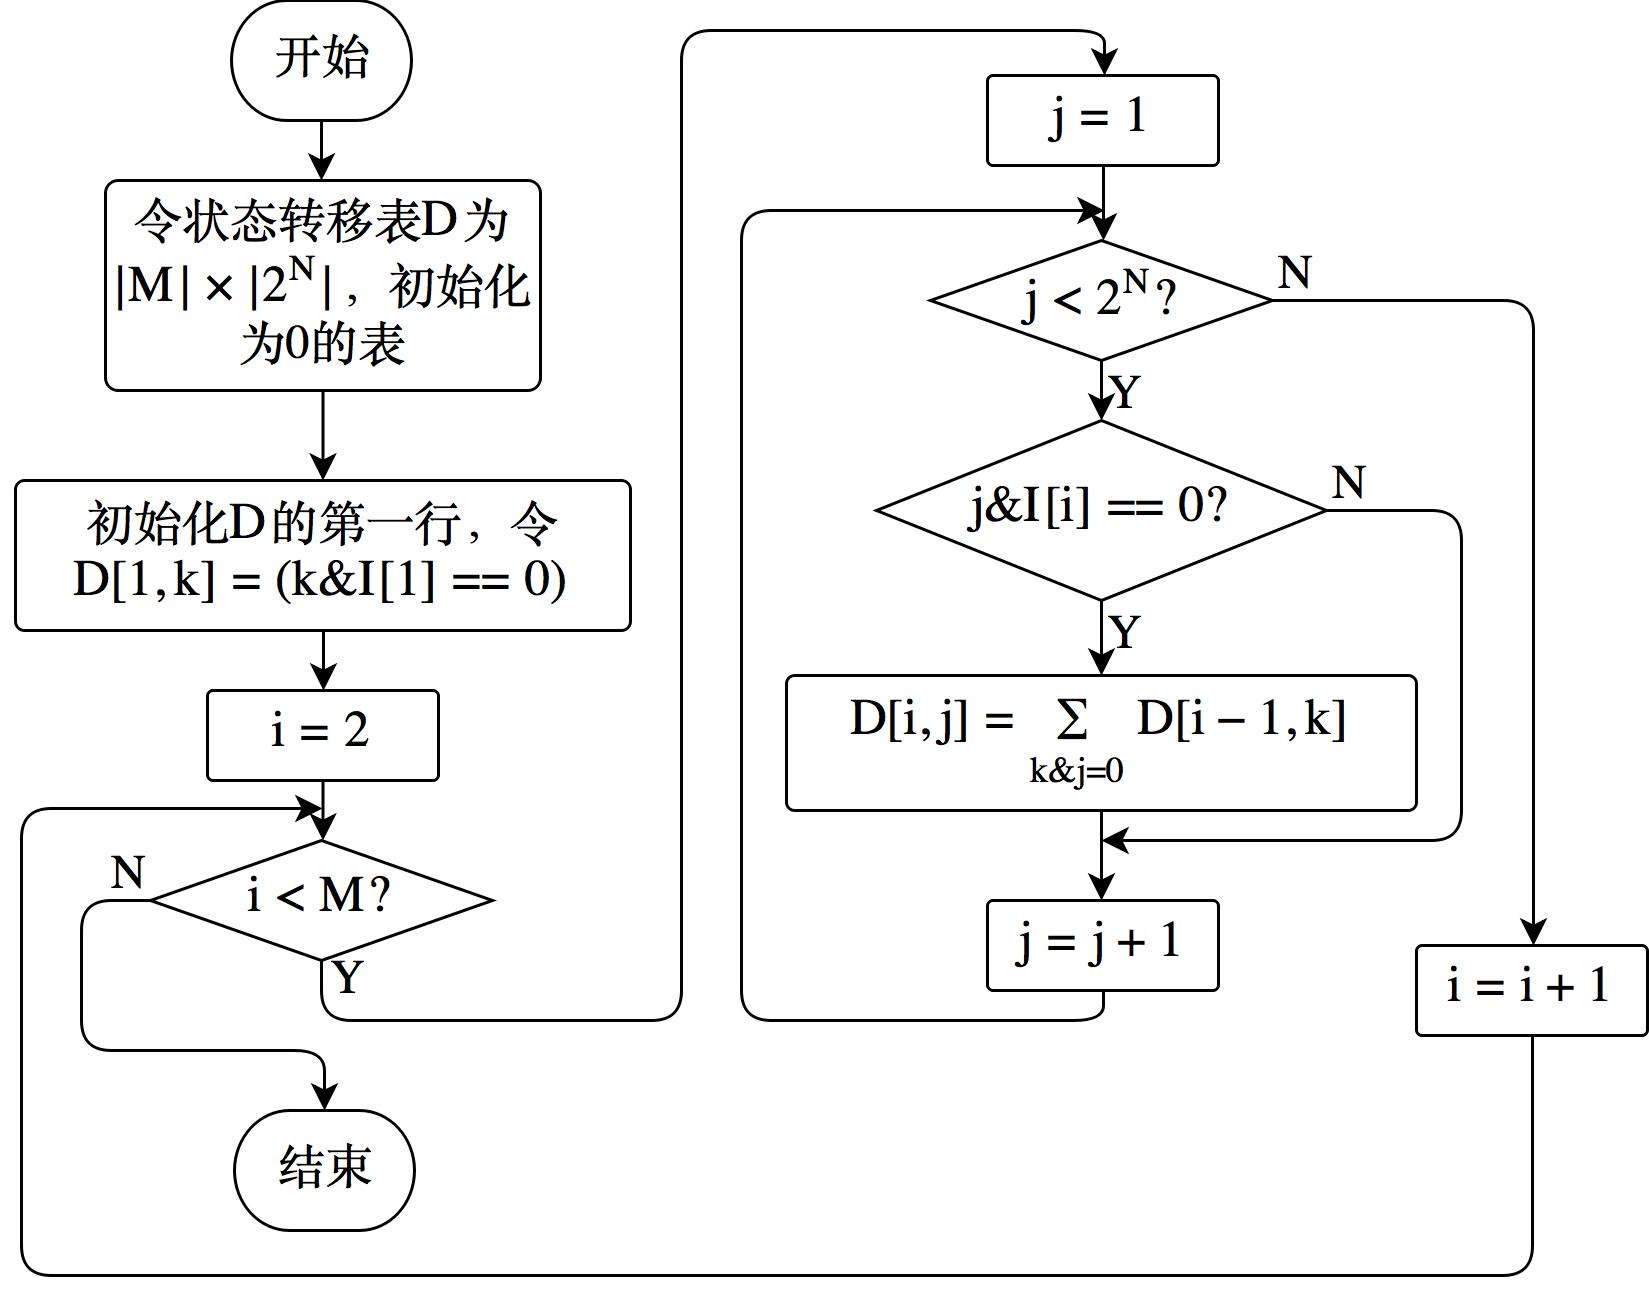 开始
令状态转移表D为
|M| × |2^N|，初始化
为0的表
初始化D的第一行，令
D[1,k] = (k&I[1] == 0)
i = 2
i < M?
N
Y
结束
j = 1
j < 2^N?
N
Y
j&I[i] == 0?
N
Y
D[i,j] = ∑ D[i − 1,k]
k&j=0
j = j + 1
i = i + 1